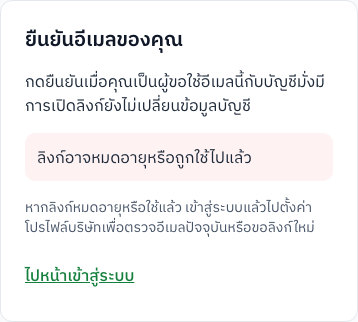 ยืนยันอีเมลของคุณ
กดยืนยันเมื่อคุณเป็นผู้ขอใช้อีเมลนี้กับบัญชีมั่งมี
การเปิดลิงก์ยังไม่เปลี่ยนข้อมูลบัญชี
ลิงก์อาจหมดอายุหรือถูกใช้ไปแล้ว
หากลิงก์หมดอายุหรือใช้แล้ว เข้าสู่ระบบแล้วไปตั้งค่า
โปรไฟล์บริษัทเพื่อตรวจอีเมลปัจจุบันหรือขอลิงก์ใหม่
ไปหน้าเข้าสู่ระบบ